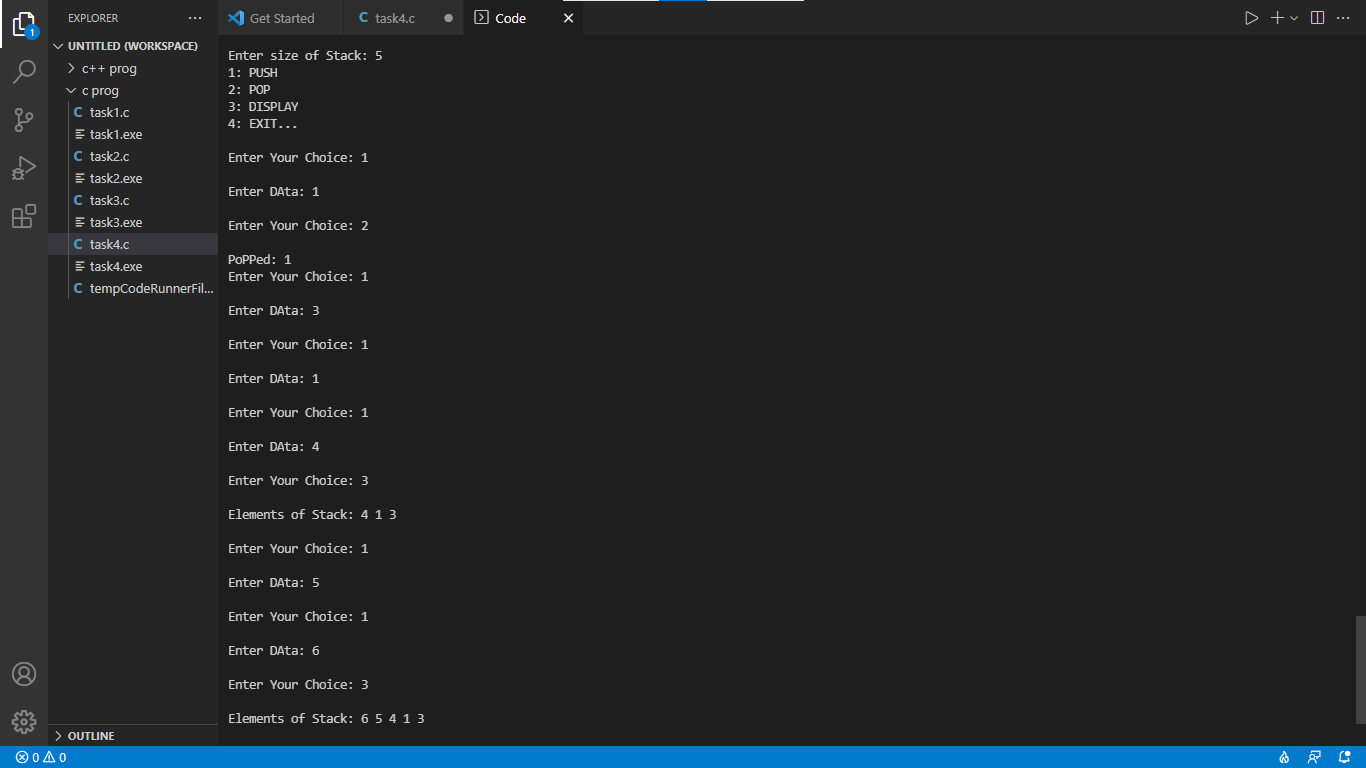 EXPLORER
Get Started
task4.c
Code
1
UNTITLED (WORKSPACE)
c++ prog
c prog
C task1.c
task1.exe
C task2.c
task2.exe
C task3.c
task3.exe
C task4.c
task4.exe
C tempCodeRunnerFil...
OUTLINE
Enter size of Stack: 5
1: PUSH
2: POP
3: DISPLAY
4: EXIT...
Enter Your Choice: 1
Enter DAta: 1
Enter Your Choice: 2
PoPPed: 1
Enter Your Choice: 1
Enter DAta: 3
Enter Your Choice: 1
Enter DAta: 1
Enter Your Choice: 1
Enter DAta: 4
Enter Your Choice: 3
Elements of Stack: 4 1 3
Enter Your Choice: 1
Enter DAta: 5
Enter Your Choice: 1
Enter DAta: 6
Enter Your Choice: 3
Elements of Stack: 6 5 4 1 3
0 0